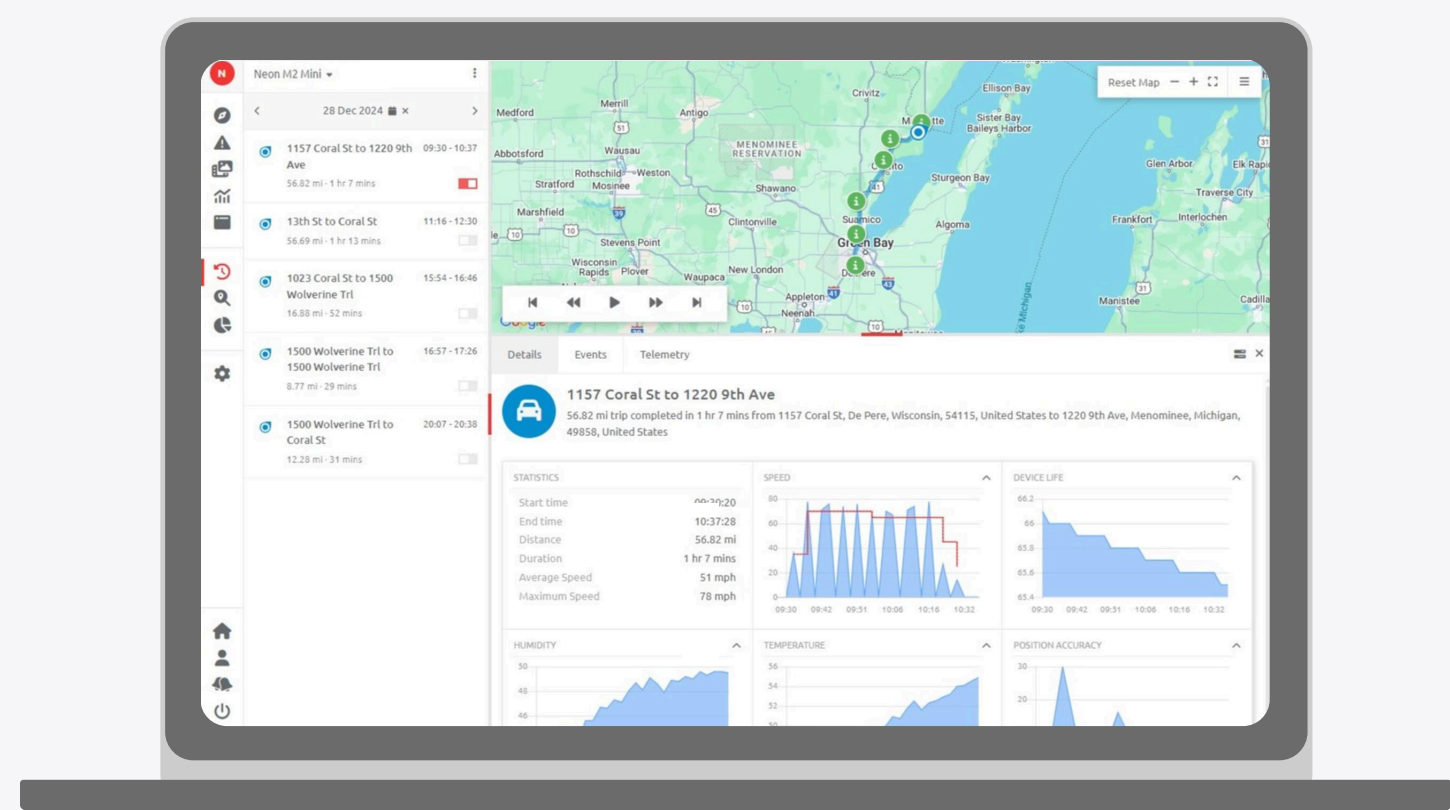 N
Neon M2 Mini
28 Dec 2024
1157 Coral St to 1220 9th
Ave
09:30 - 10:37
56.82 mi · 1 hr 7 mins
13th St to Coral St
11:16 - 12:30
56.69 mi · 1 hr 13 mins
1023 Coral St to 1500
Wolverine Trl
15:54 - 16:46
16.88 mi · 52 mins
1500 Wolverine Trl to
1500 Wolverine Trl
16:57 - 17:26
8.77 mi · 29 mins
1500 Wolverine Trl to
Coral St
20:07 - 20:38
12.28 mi · 31 mins
Reset Map
Crivitz
Ellison Bay
Merrill
Medford
Antigo
Sister Bay
Baileys Harbor
51
31
MENOMINEE
RESERVATION
Abbotsford
Wausau
Glen Arbor
Rothschild
Weston
Stratford
Mosinee
Shawano
41
Sturgeon Bay
Traverse City
Marshfield
39
45
Clintonville
Suamico
Algoma
Frankfort
Interlochen
10
10
Stevens Point
Green Bay
Wisconsin
Rapids
Plover
Waupaca
New London
Appleton
41
43
31
Manistee
10
Neenah
10
Details
Events
Telemetry
1157 Coral St to 1220 9th Ave
56.82 mi trip completed in 1 hr 7 mins from 1157 Coral St, De Pere, Wisconsin, 54115, United States to 1220 9th Ave, Menominee, Michigan,
49858, United States
STATISTICS
Start time
End time 10:37:28
Distance 56.82 mi
Duration 1 hr 7 mins
Average Speed 51 mph
Maximum Speed 78 mph
SPEED
80
60
40
20
0
09:30 09:42 09:51 10:06 10:16 10:32
DEVICE LIFE
66.2
66
65.8
65.6
65.4
09:30 09:42 09:51 10:06 10:16 10:32
HUMIDITY
50
48
46
TEMPERATURE
56
54
52
POSITION ACCURACY
30
20